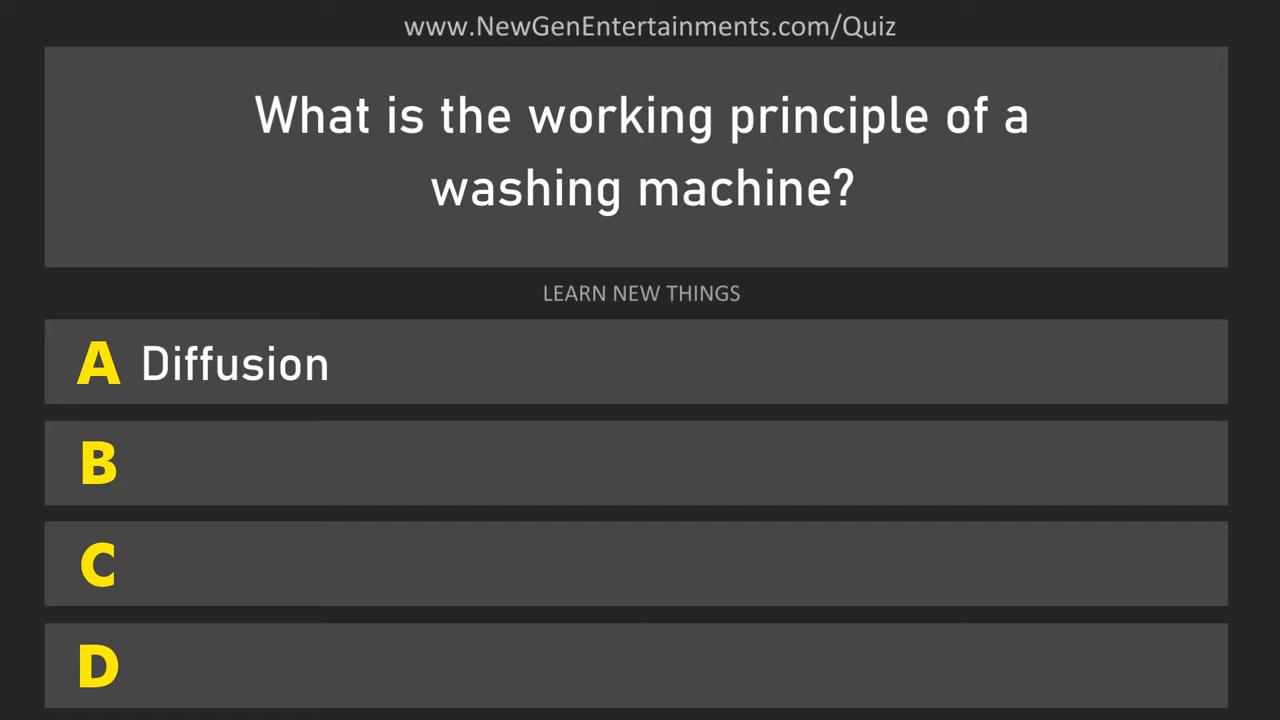 www.NewGenEntertainments.com/Quiz
What is the working principle of a
washing machine?
LEARN NEW THINGS
A Diffusion
B
C
D